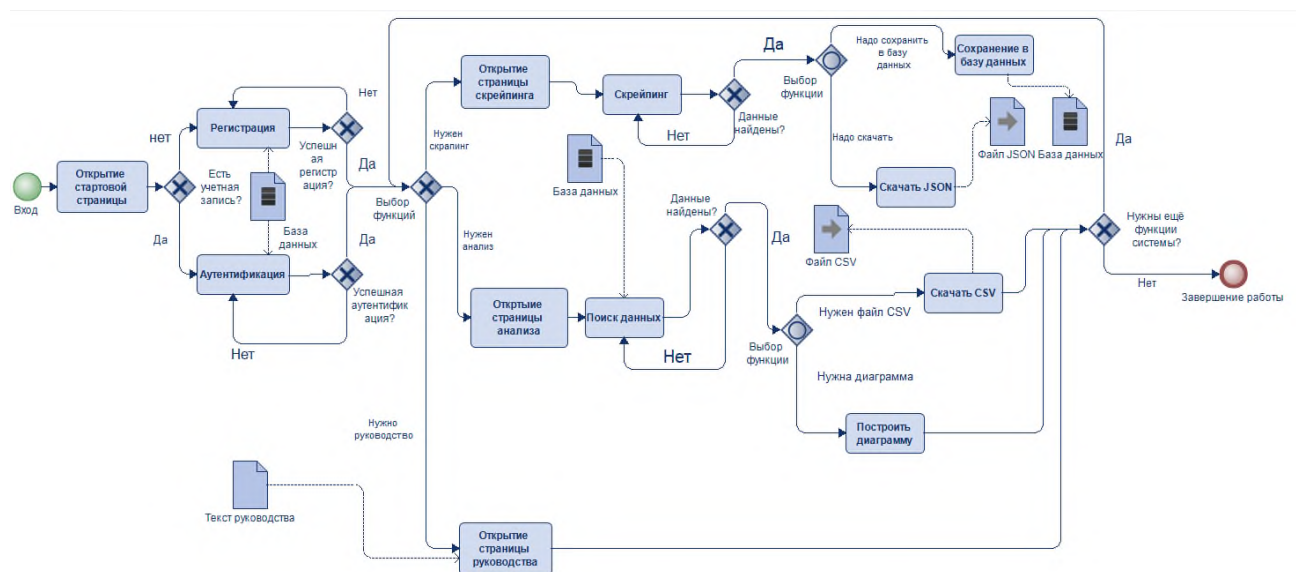 Вход
Открытие
стартовой
страницы
нет
Да
Есть
учетная
запись?
Регистрация
База
данных
Аутентификация
Нет
Успеш
ная
регистр
ация?
Да
Да
Успешная
аутентифик
ация?
Нет
Выбор
функций
Нужен
скрапинг
Нужен
анализ
Нужно
руководство
Открытие
страницы
скрейпинга
Скрейпинг
Нет
Данные
найдены?
Да
Выбор
функции
Надо сохранить
в базу
данных
Сохранение в
базу данных
Надо скачать
Скачать JSON
Файл JSON
База данных
База данных
Откртыие
страницы
анализа
Поиск данных
Нет
Данные
найдены?
Да
Выбор
функции
Нужен файл CSV
Скачать CSV
Файл CSV
Нужна диаграмма
Построить
диаграмму
Текст руководства
Открытие
страницы
руководства
Да
Нужны ещё
функции
системы?
Нет
Завершение работы